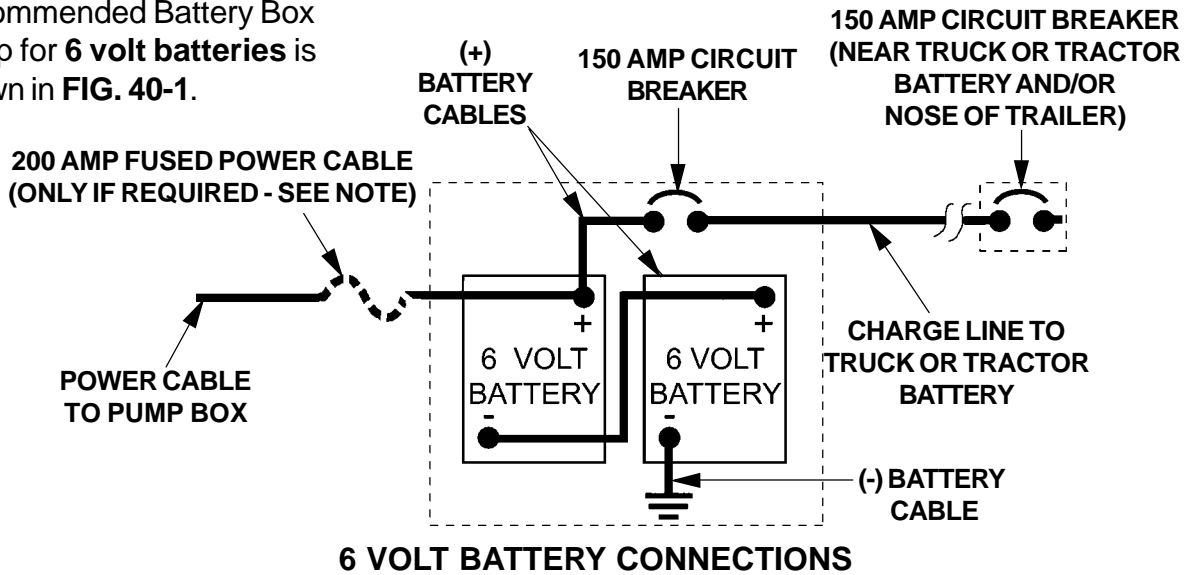 ommended Battery Box
p for 6 volt batteries is
wn in FIG. 40-1.
(+)
BATTERY
CABLES
150 AMP CIRCUIT
BREAKER
150 AMP CIRCUIT BREAKER
(NEAR TRUCK OR TRACTOR
BATTERY AND/OR
NOSE OF TRAILER)
200 AMP FUSED POWER CABLE
(ONLY IF REQUIRED - SEE NOTE)
+
6 VOLT
BATTERY
-
+
6 VOLT
BATTERY
-
POWER CABLE
TO PUMP BOX
CHARGE LINE TO
TRUCK OR TRACTOR
BATTERY
(-) BATTERY
CABLE
6 VOLT BATTERY CONNECTIONS